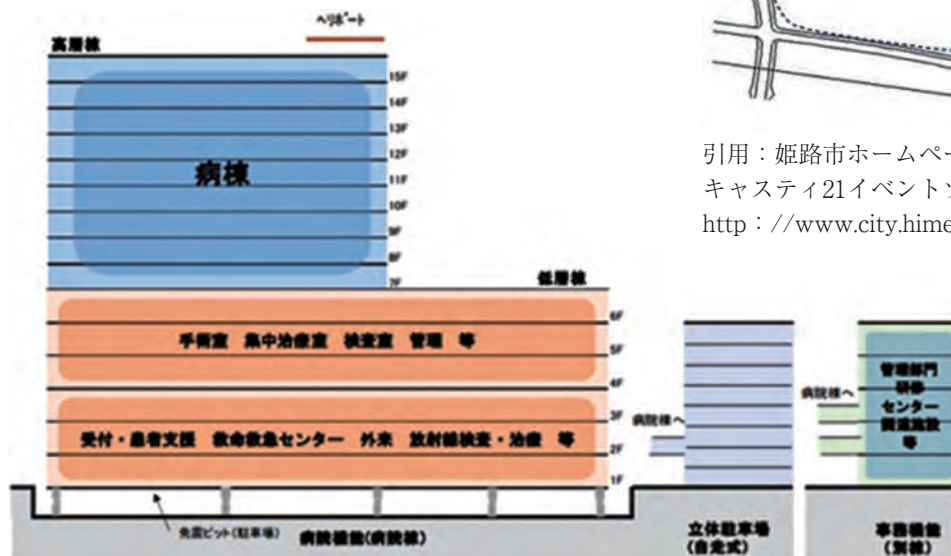 ヘリポート
高層棟
15F
14F
13F
12F
11F
10F
9F
8F
7F
病棟
低層棟
6F
5F
4F
3F
2F
1F
手術室 集中治療室 検査室 管理 等
受付・患者支援 救命救急センター 外来 放射線検査・治療 等
免震ピット(駐車場)
病院機能(病院棟)
病院棟へ
立体駐車場
(自走式)
病院棟へ
管理部門
研修
センター
関連施設
等
事務機能
(別棟)
引用：姫路市ホームペー
キャスティ21イベント
http：//www.city.hime